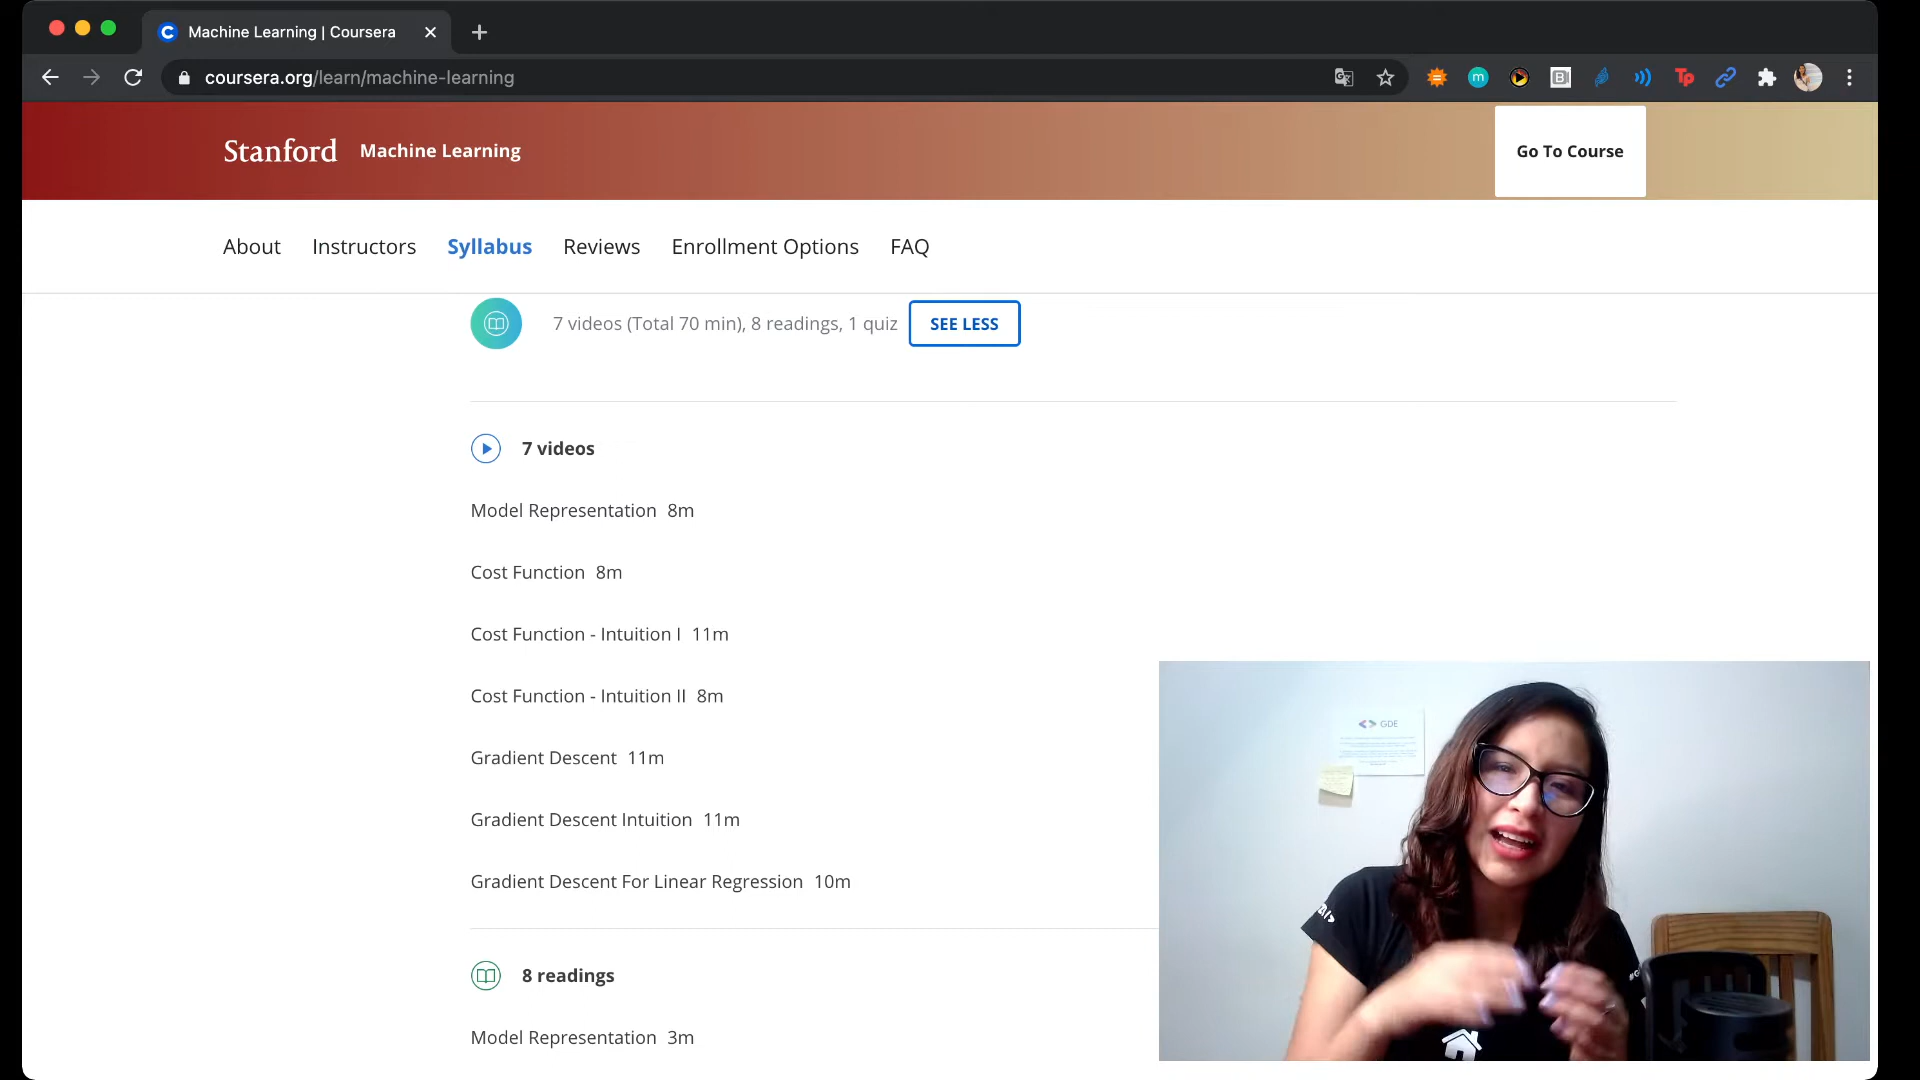 Machine Learning | Coursera
coursera.org/learn/machine-learning
Stanford Machine Learning
Go To Course
About Instructors Syllabus Reviews Enrollment Options FAQ
7 videos (Total 70 min), 8 readings, 1 quiz SEE LESS
7 videos
Model Representation 8m
Cost Function 8m
Cost Function - Intuition I 11m
Cost Function - Intuition II 8m
Gradient Descent 11m
Gradient Descent Intuition 11m
Gradient Descent For Linear Regression 10m
8 readings
Model Representation 3m
<> GDE